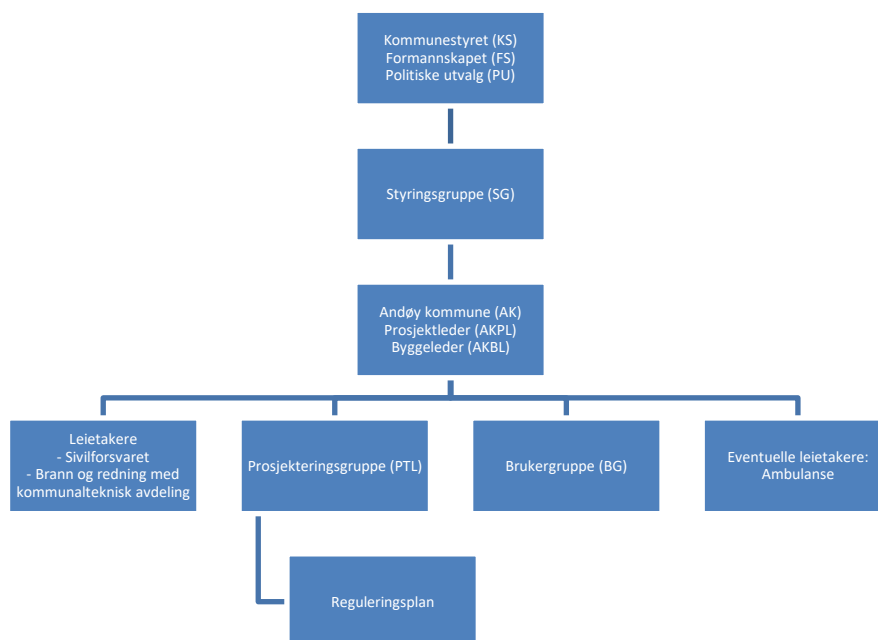 Kommunestyret (KS)
Formannskapet (FS)
Politiske utvalg (PU)
Styringsgruppe (SG)
Andøy kommune (AK)
Prosjektleder (AKPL)
Byggeleder (AKBL)
Leietakere
- Sivilforsvaret
- Brann og redning med
kommunalteknisk avdeling
Prosjekteringsgruppe (PTL)
Brukergruppe (BG)
Eventuelle leietakere:
Ambulanse
Reguleringsplan